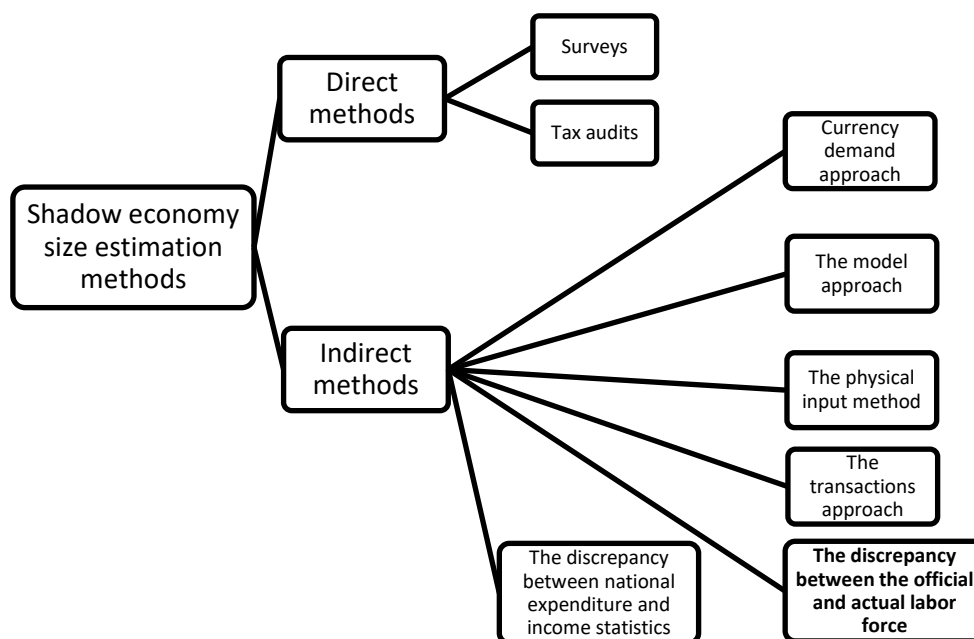 Shadow economy
size estimation
methods
Direct
methods
Surveys
Tax audits
Indirect
methods
Currency
demand
approach
The model
approach
The physical
input method
The
transactions
approach
The discrepancy
between the official
and actual labor
force
The discrepancy
between national
expenditure and
income statistics